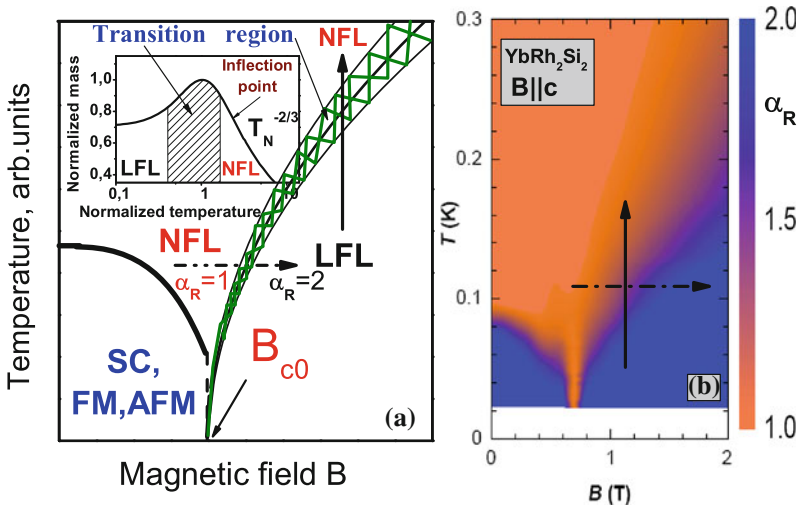 Transition region
NFL
Inflection
point
T_N^-2/3
LFL
NFL
Normalized mass
1,0
0,8
0,6
0,4
0,1
1
10
Normalized temperature
NFL
LFL
α_R=1
α_R=2
SC,
FM,AFM
B_c0
(a)
Temperature, arb.units
Magnetic field B
YbRh₂Si₂
B||c
(b)
T (K)
0.3
0.2
0.1
0
0
1
2
B (T)
2.0
α_R
1.5
1.0